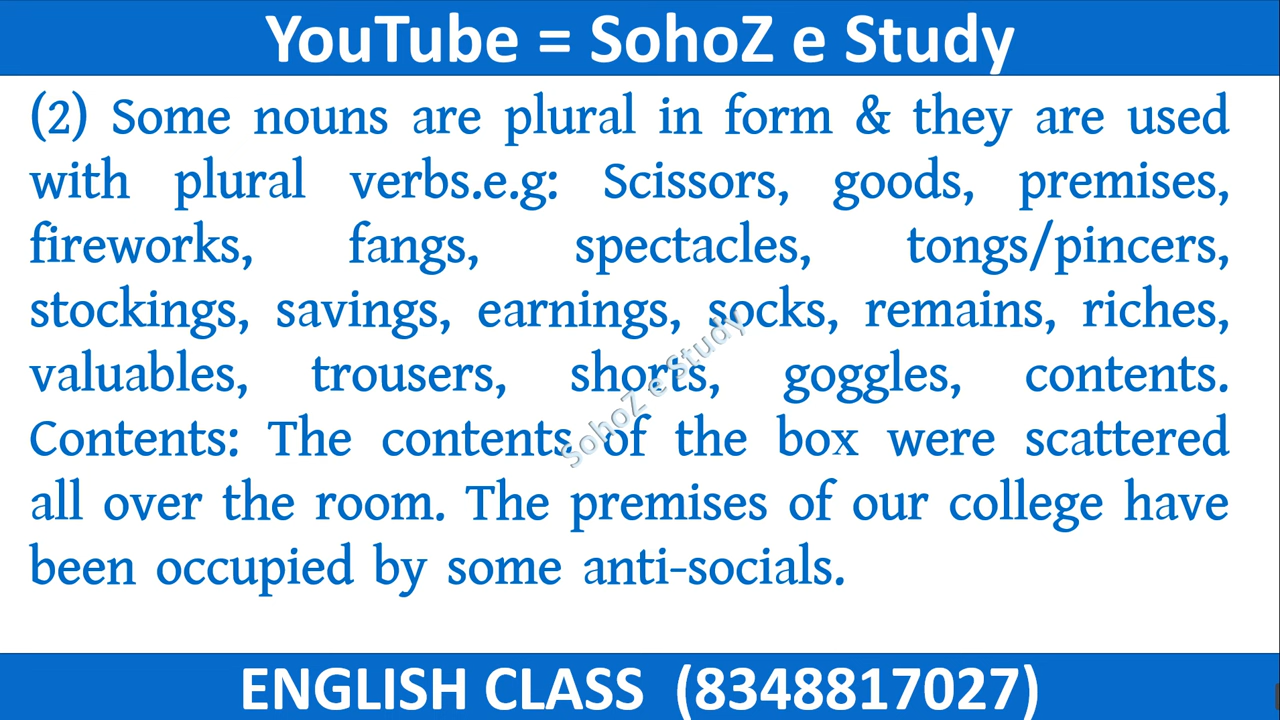 YouTube = SohoZ e Study
(2) Some nouns are plural in form & they are used
with plural verbs.e.g: Scissors, goods, premises,
fireworks, fangs, spectacles, tongs/pincers,
stockings, savings, earnings, socks, remains, riches,
valuables, trousers, shorts, goggles, contents.
Contents: The contents of the box were scattered
all over the room. The premises of our college have
been occupied by some anti-socials.
SohoZ e Study
ENGLISH CLASS (8348817027)